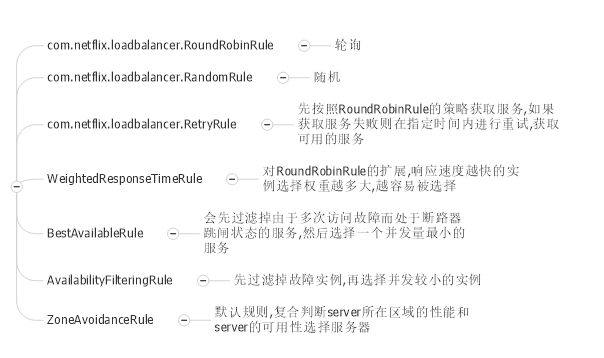 com.netflix.loadbalancer.RoundRobinRule 轮询
com.netflix.loadbalancer.RandomRule 随机
com.netflix.loadbalancer.RetryRule
先按照RoundRobinRule的策略获取服务,如果
获取服务失败则在指定时间内进行重试,获取
可用的服务
WeightedResponseTimeRule
对RoundRobinRule的扩展,响应速度越快的实
例选择权重越多大,越容易被选择
BestAvailableRule
会先过滤掉由于多次访问故障而处于断路器
跳闸状态的服务,然后选择一个并发量最小的
服务
AvailabilityFilteringRule 先过滤掉故障实例,再选择并发较小的实例
ZoneAvoidanceRule
默认规则,复合判断server所在区域的性能和
server的可用性选择服务器